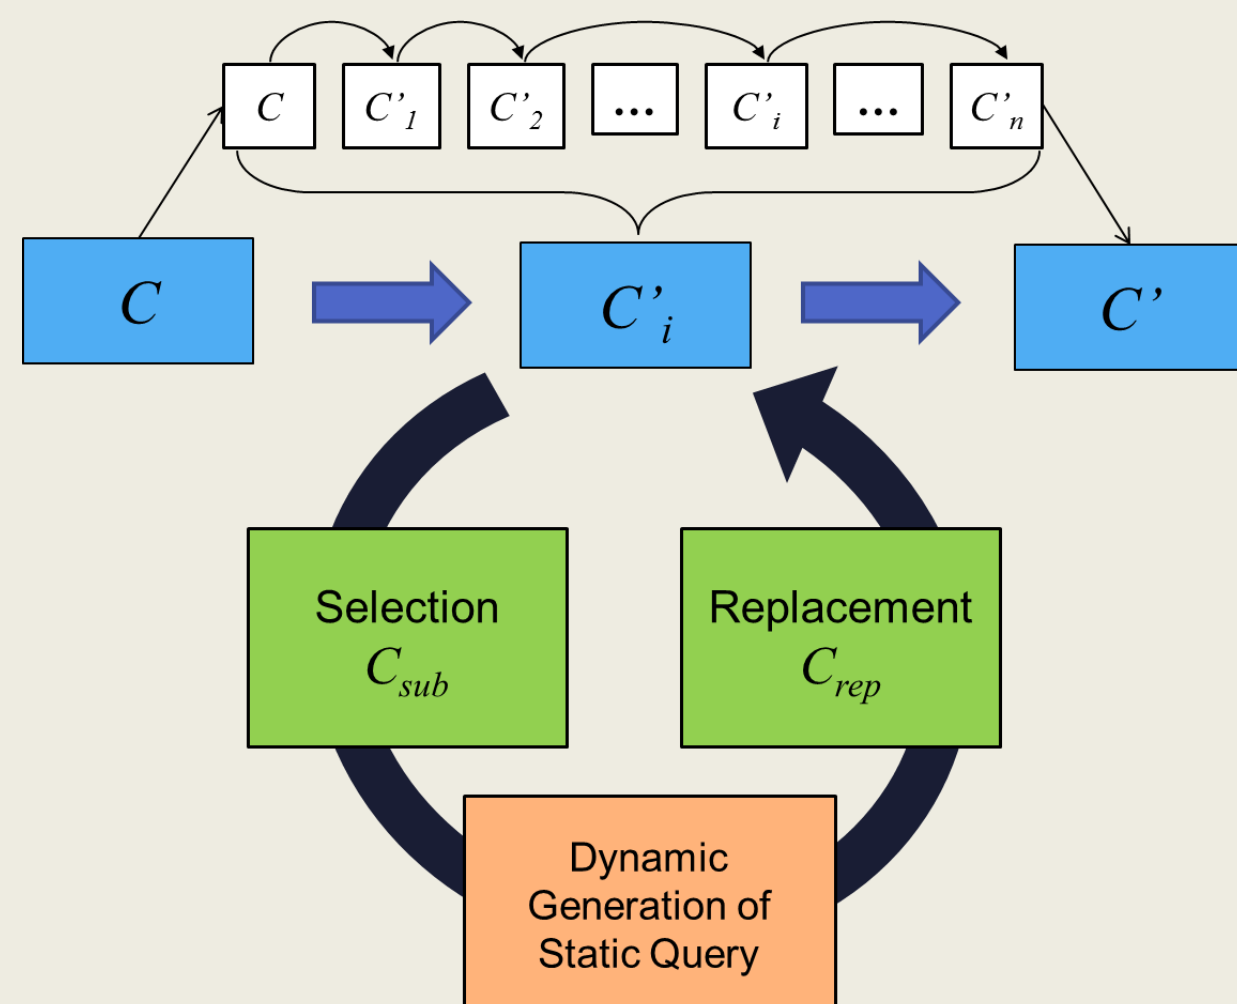 C C’1 C’2 ... C’i ... C’n
C C’i C’
Selection
Csub
Replacement
Crep
Dynamic
Generation of
Static Query